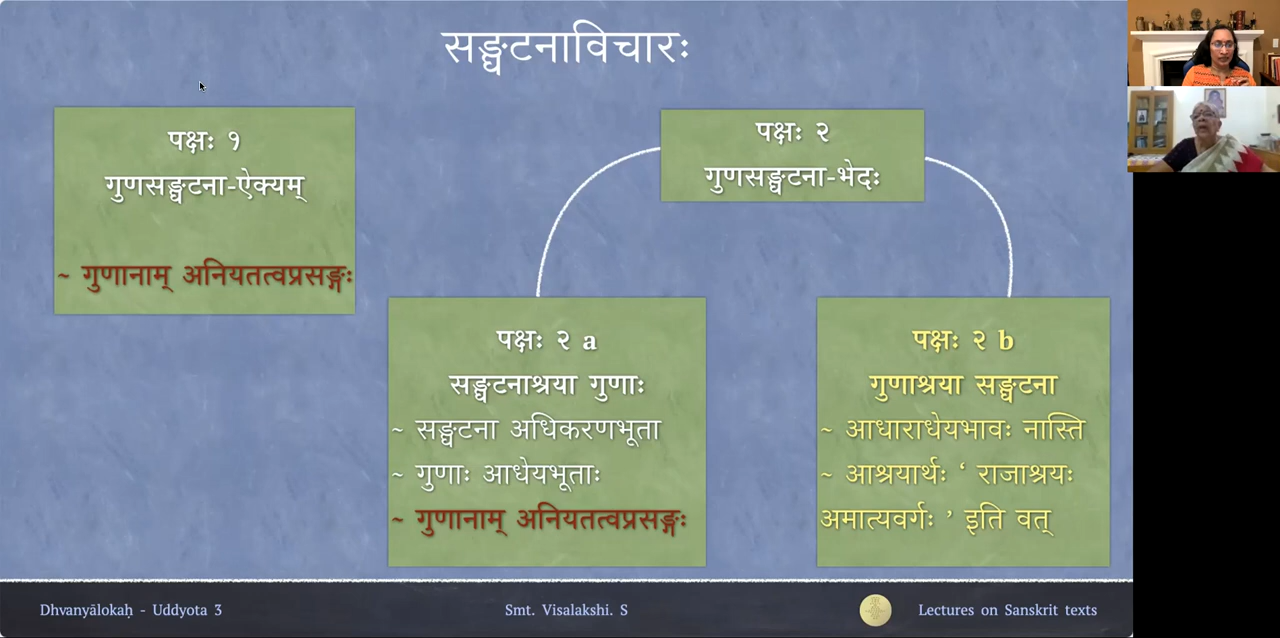 सङ्घटनाविचारः
पक्षः १
गुणसङ्घटना-ऐक्यम्
~ गुणानाम् अनियतत्वप्रसङ्गः
पक्षः २
गुणसङ्घटना-भेदः
पक्षः २ a
सङ्घटनाश्रया गुणाः
~ सङ्घटना अधिकरणभूता
~ गुणाः आधेयभूताः
~ गुणानाम् अनियतत्वप्रसङ्गः
पक्षः २ b
गुणाश्रया सङ्घटना
~ आधाराधेयभावः नास्ति
~ आश्रयार्थः ‘ राजाश्रयः
अमात्यवर्गः ’ इति वत्
Dhvanyālokaḥ - Uddyota 3
Smt. Visalakshi. S
Lectures on Sanskrit texts